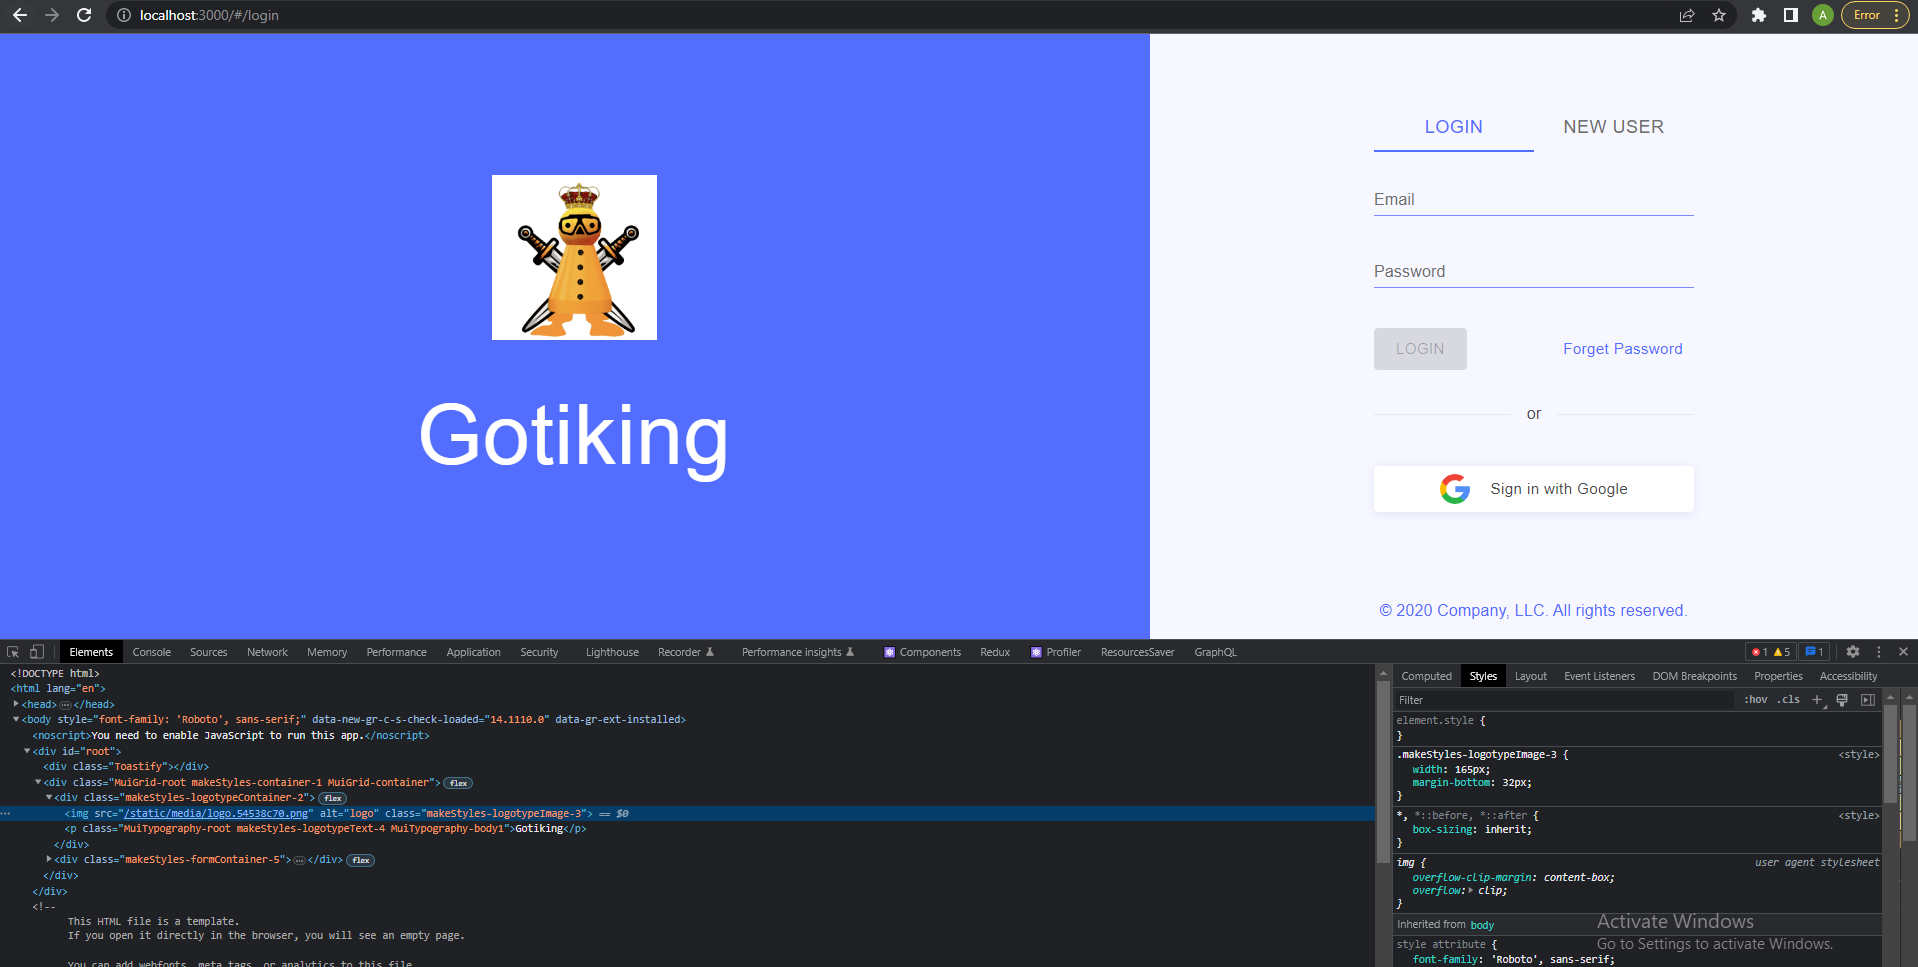 localhost:3000/#/login
A
Error
LOGIN NEW USER
Email
Password
LOGIN Forget Password
or
Sign in with Google
© 2020 Company, LLC. All rights reserved.
Gotiking
Elements Console Sources Network Memory Performance Application Security Lighthouse Recorder Performance insights Components Redux Profiler ResourcesSaver GraphQL 1 5 1
<!DOCTYPE html>
<html lang="en">
<head>…</head>
<body style="font-family: 'Roboto', sans-serif;" data-new-gr-c-s-check-loaded="14.1110.0" data-gr-ext-installed>
<noscript>You need to enable JavaScript to run this app.</noscript>
<div id="root">
<div class="Toastify"></div>
<div class="MuiGrid-root makeStyles-container-1 MuiGrid-container"> flex
<div class="makeStyles-logotypeContainer-2"> flex
<img src="/static/media/logo.54538c70.png" alt="logo" class="makeStyles-logotypeImage-3"> == $0
<p class="MuiTypography-root makeStyles-logotypeText-4 MuiTypography-body1">Gotiking</p>
</div>
<div class="makeStyles-formContainer-5">…</div> flex
</div>
</div>
<!--
This HTML file is a template.
If you open it directly in the browser, you will see an empty page.
You can add webfonts, meta tags, or analytics to this file.
Computed Styles Layout Event Listeners DOM Breakpoints Properties Accessibility
Filter :hov .cls +
element.style {
}
.makeStyles-logotypeImage-3 { <style>
width: 165px;
margin-bottom: 32px;
}
*, *::before, *::after { <style>
box-sizing: inherit;
}
img { user agent stylesheet
overflow-clip-margin: content-box;
overflow: clip;
}
Inherited from body
style attribute {
font-family: 'Roboto', sans-serif;
Activate Windows
Go to Settings to activate Windows.